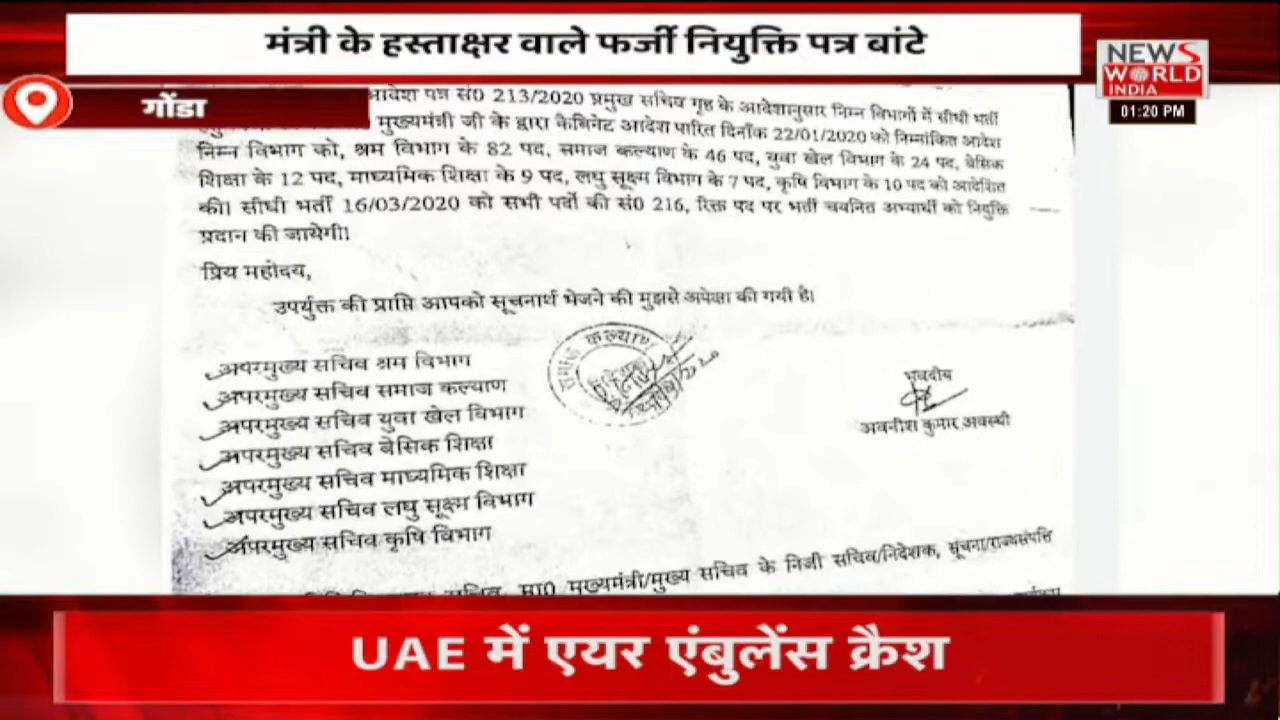 मंत्री के हस्ताक्षर वाले फर्जी नियुक्ति पत्र बांटे
NEWS
WORLD
INDIA
01:20 PM
गोंडा
आदेश पत्र सं0 213/2020 प्रमुख सचिव गृह के आदेशानुसार निम्न विभागों में सीधी भर्ती
मुख्यमंत्री जी के द्वारा कैबिनेट आदेश पारित दिनाँक 22/01/2020 को निम्नांकित आदेश
निम्न विभाग को, श्रम विभाग के 82 पद, समाज कल्याण के 46 पद, युवा खेल विभाग के 24 पद, बेसिक
शिक्षा के 12 पद, माध्यमिक शिक्षा के 9 पद, लघु सूक्ष्म विभाग के 7 पद, कृषि विभाग के 10 पद को आदेशित
की। सीधी भर्ती 16/03/2020 को सभी पदों की सं0 216, रिक्त पद पर भर्ती चयनित अभ्यार्थी को नियुक्ति
प्रदान की जायेगी।
प्रिय महोदय,
उपर्युक्त की प्राप्ति आपको सूचनार्थ भेजने की मुझसे अपेक्षा की गयी है।
अपरमुख्य सचिव श्रम विभाग
अपरमुख्य सचिव समाज कल्याण
अपरमुख्य सचिव युवा खेल विभाग
अपरमुख्य सचिव बेसिक शिक्षा
अपरमुख्य सचिव माध्यमिक शिक्षा
अपरमुख्य सचिव लघु सूक्ष्म विभाग
अपरमुख्य सचिव कृषि विभाग
समाज कल्याण
भवदीय
अवनीश कुमार अवस्थी
सचिव, मा0 मुख्यमंत्री/मुख्य सचिव के निजी सचिव/निदेशक, सूचना/राज्यसंपत्ति
UAE में एयर एंबुलेंस क्रैश